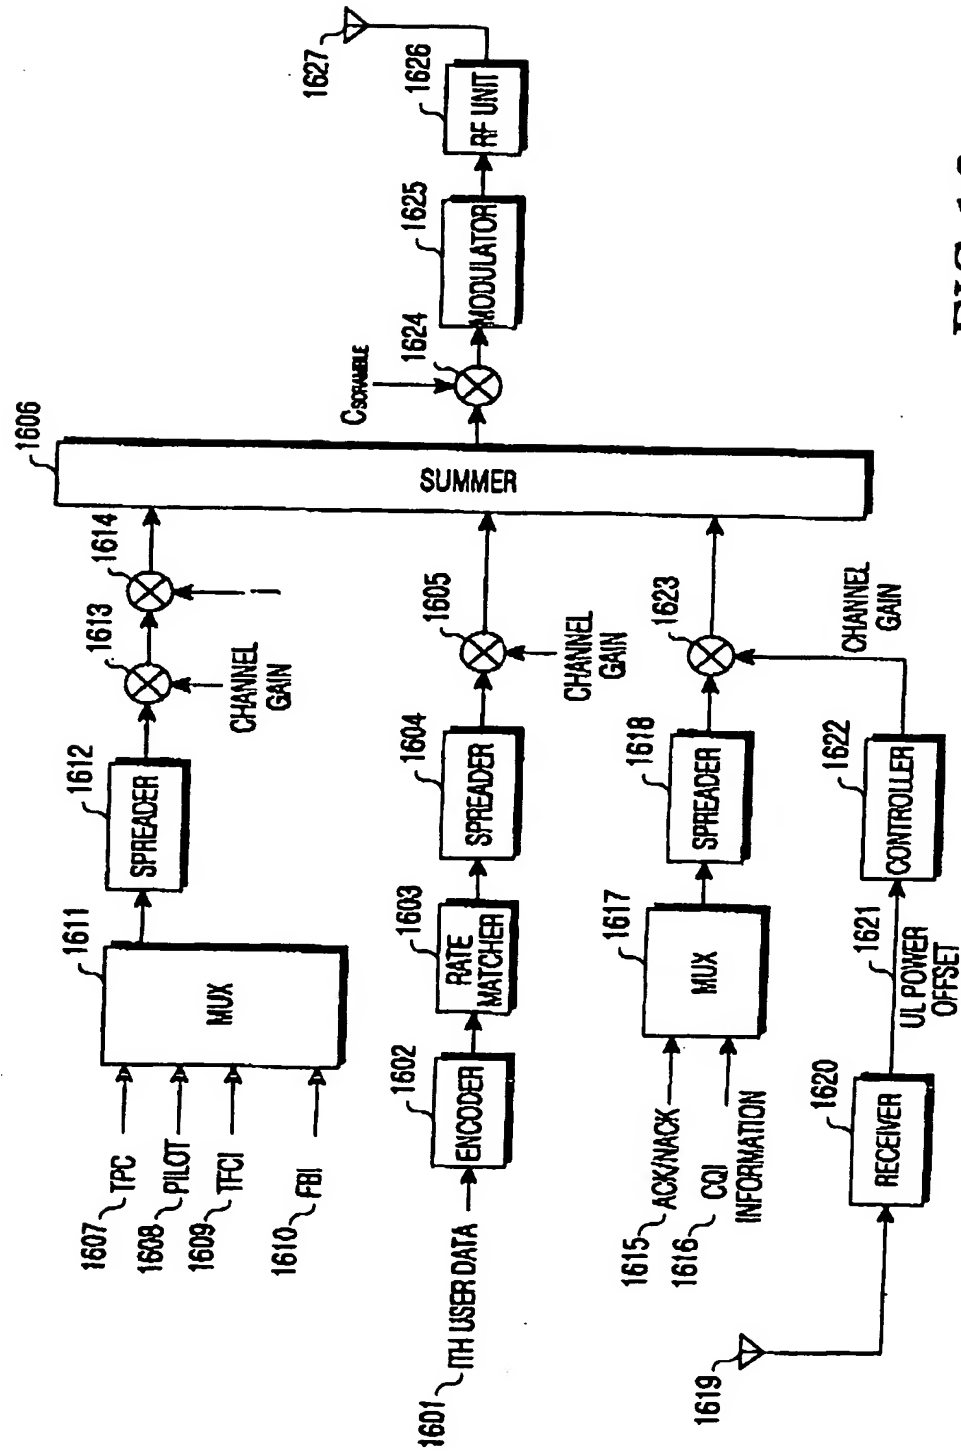 1607 TPC
1608 PILOT
1609 TFCI
1610 FBI
1611
MUX
1612
SPREADER
1613
CHANNEL
GAIN
1614
j
1606
SUMMER
1601 ITH USER DATA
1602
ENCODER
1603
RATE
MATCHER
1604
SPREADER
1605
CHANNEL
GAIN
CSCRAMBLE
1624
1625
MODULATOR
1626
RF UNIT
1627
1615 ACK/NACK
1616 CQI
INFORMATION
1617
MUX
1618
SPREADER
1623
CHANNEL
GAIN
1619
1620
RECEIVER
1621
UL POWER
OFFSET
1622
CONTROLLER